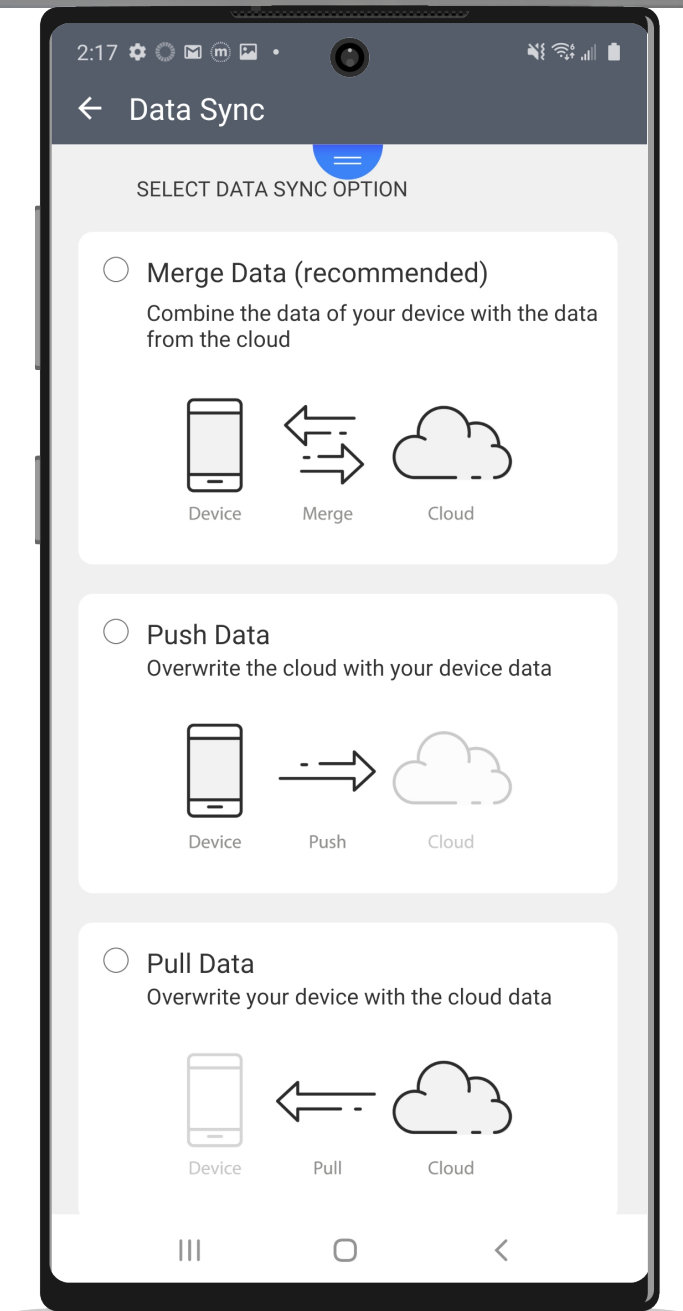 2:17
Data Sync
SELECT DATA SYNC OPTION
Merge Data (recommended)
Combine the data of your device with the data
from the cloud
Device Merge Cloud
Push Data
Overwrite the cloud with your device data
Device Push Cloud
Pull Data
Overwrite your device with the cloud data
Device Pull Cloud